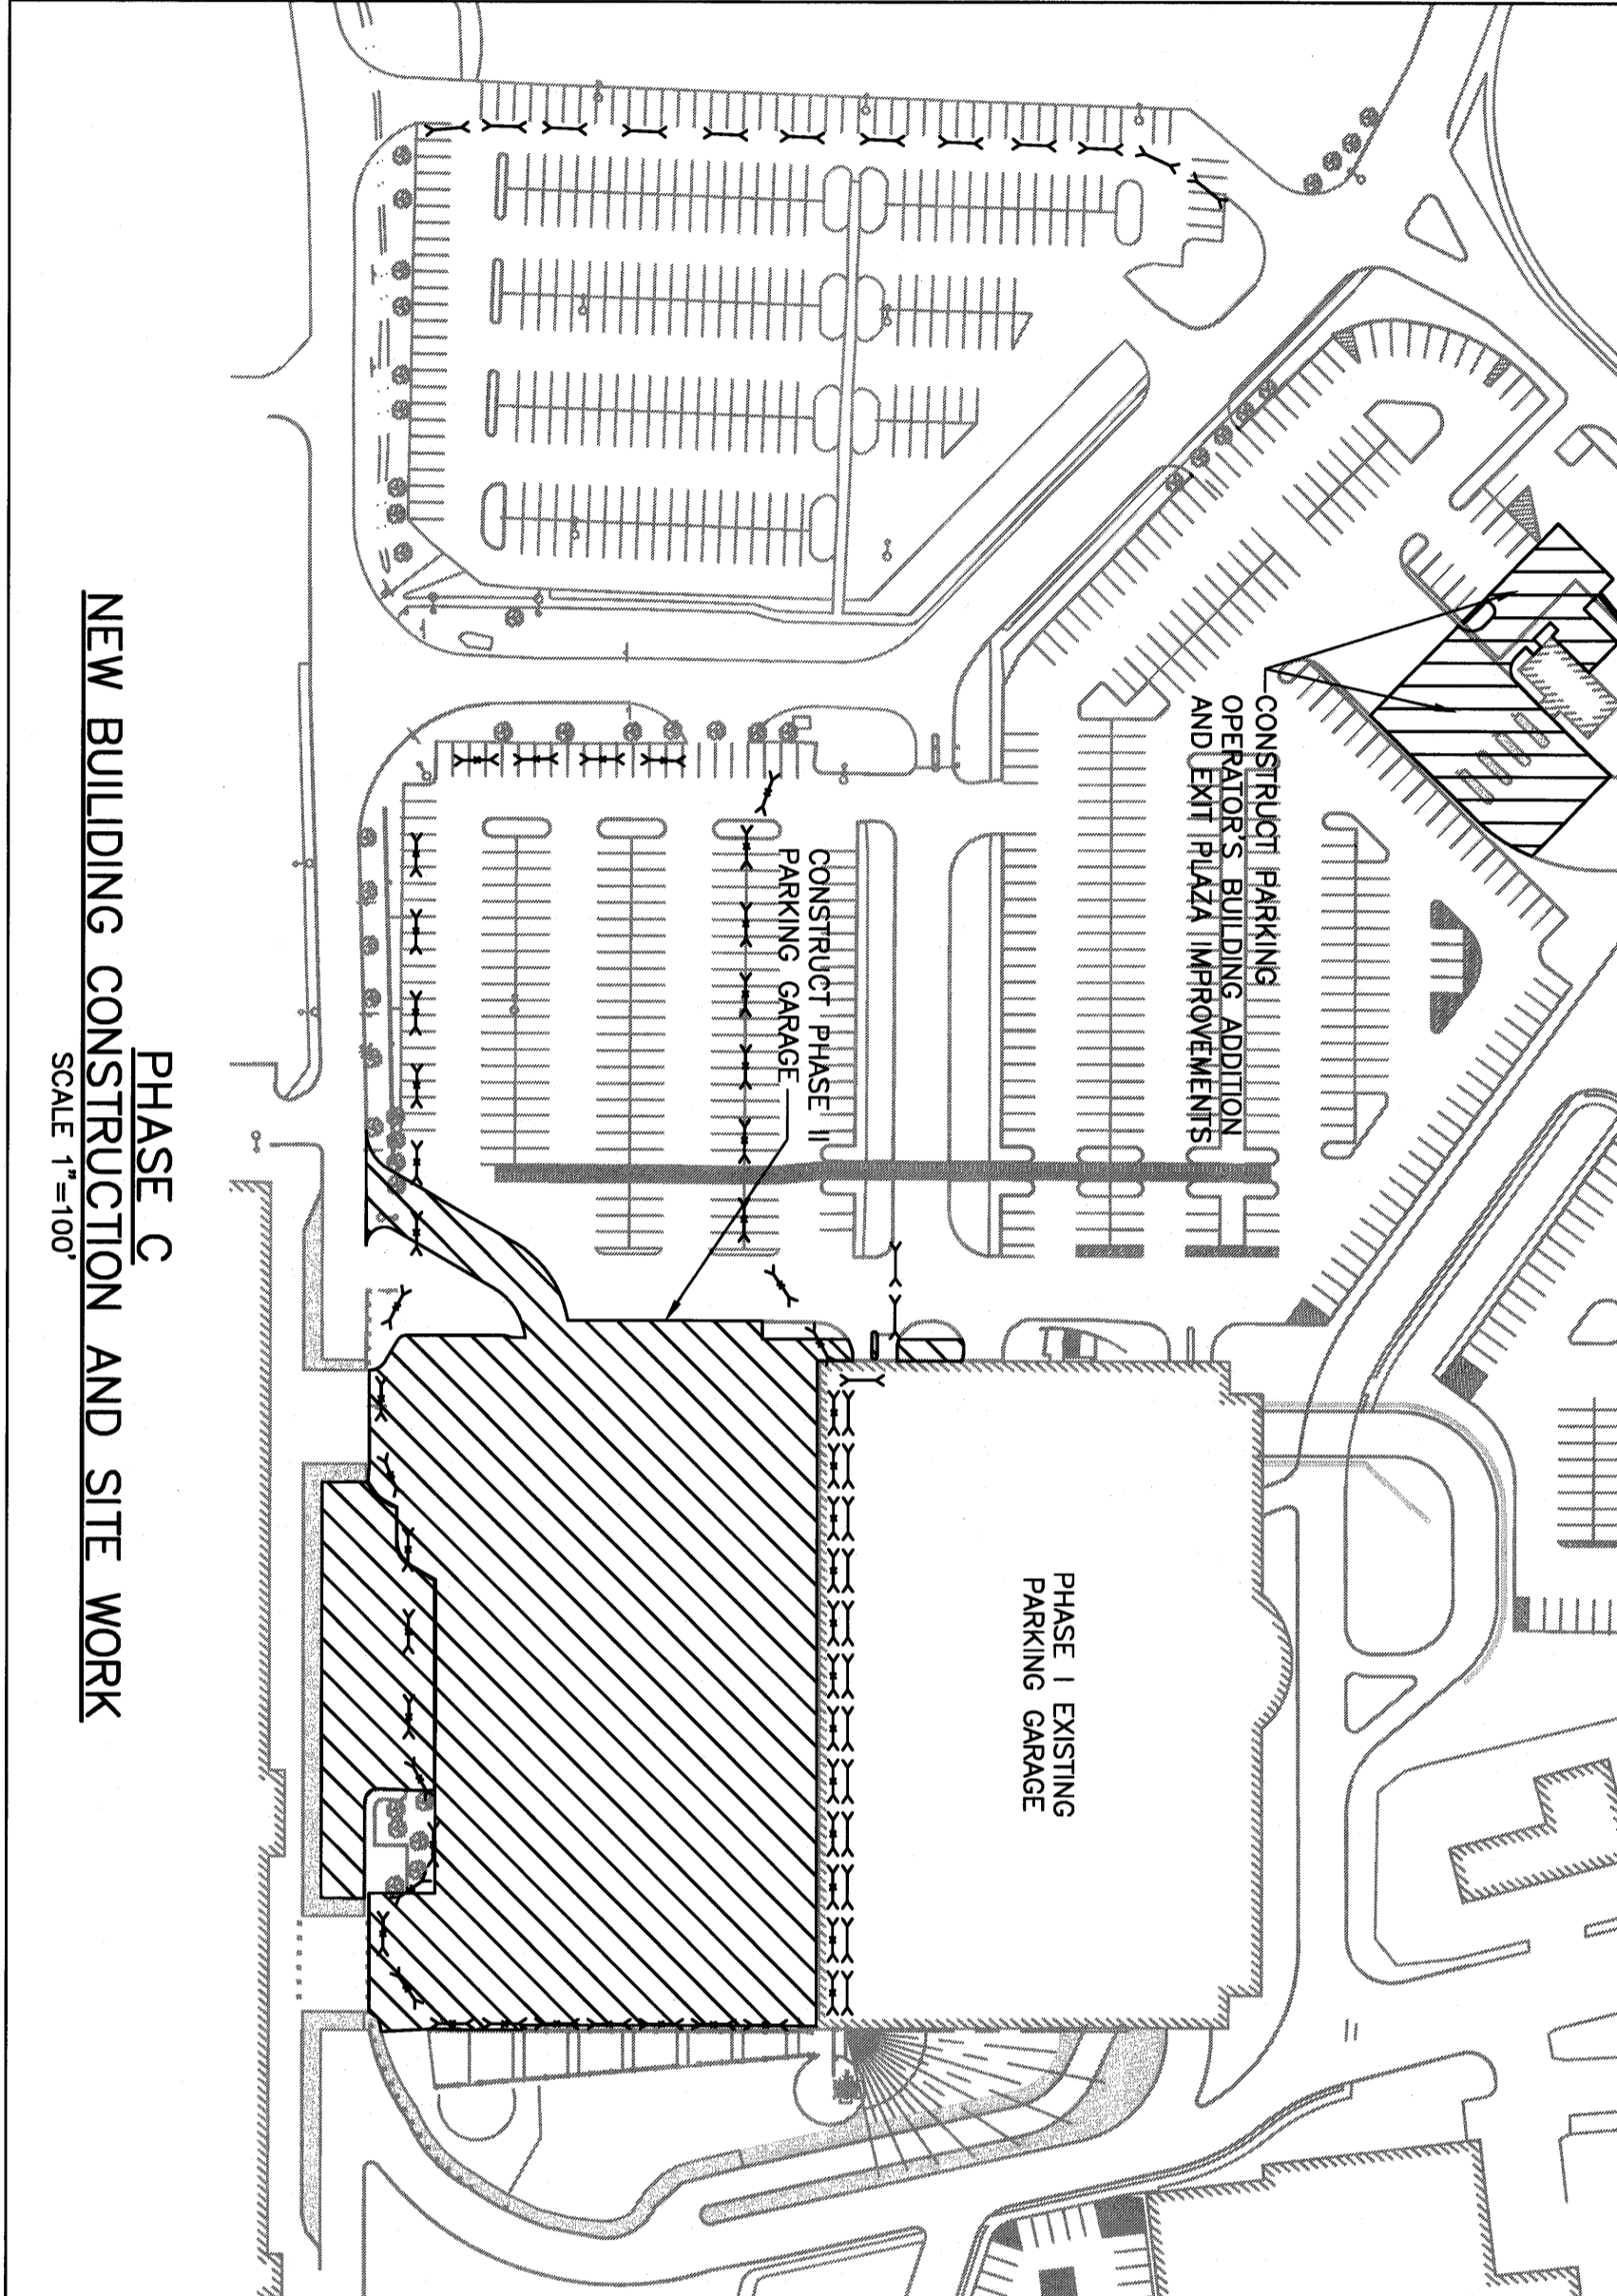 CONSTRUCT PARKING
OPERATOR'S BUILDING ADDITION
AND EXIT PLAZA IMPROVEMENTS
CONSTRUCT PHASE II
PARKING GARAGE
PHASE I EXISTING
PARKING GARAGE
PHASE C
NEW BUILIDING CONSTRUCTION AND SITE WORK
SCALE 1"=100'